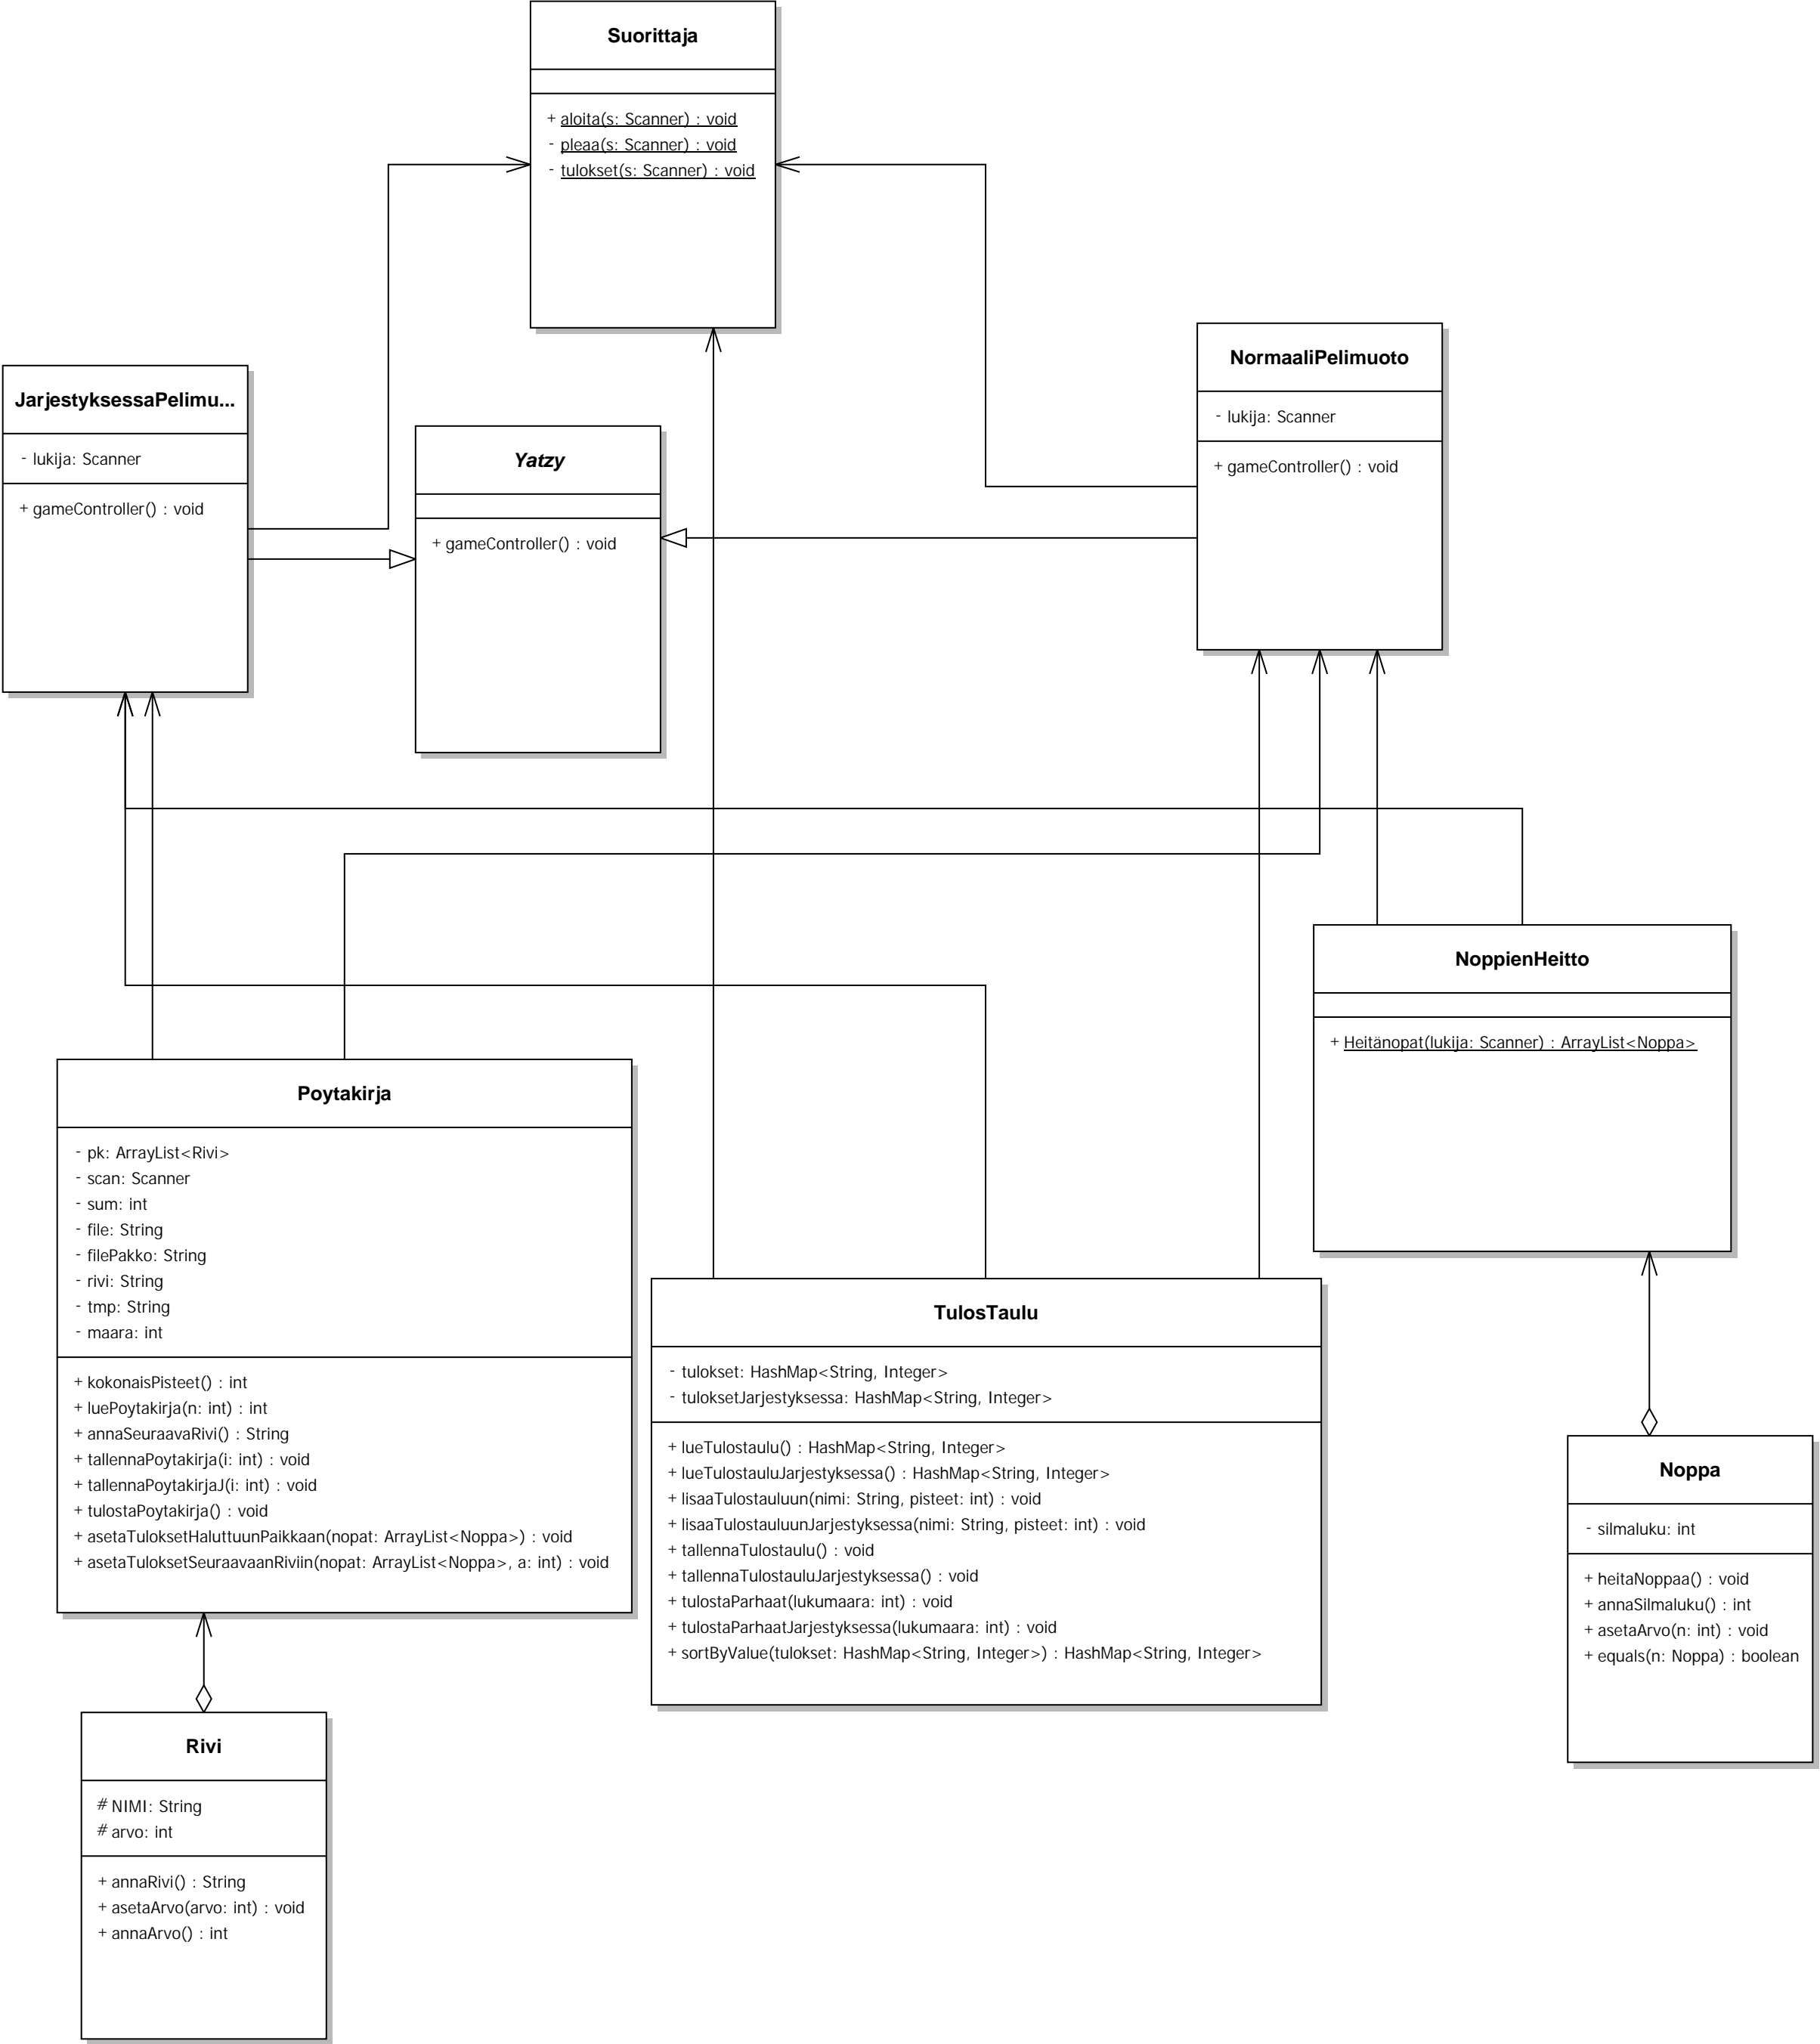 Suorittaja
+ aloita(s: Scanner) : void
- pleaa(s: Scanner) : void
- tulokset(s: Scanner) : void
JarjestyksessaPelimu...
- lukija: Scanner
+ gameController() : void
Yatzy
+ gameController() : void
NormaaliPelimuoto
- lukija: Scanner
+ gameController() : void
NoppienHeitto
+ Heitänopat(lukija: Scanner) : ArrayList<Noppa>
Poytakirja
- pk: ArrayList<Rivi>
- scan: Scanner
- sum: int
- file: String
- filePakko: String
- rivi: String
- tmp: String
- maara: int
+ kokonaisPisteet() : int
+ luePoytakirja(n: int) : int
+ annaSeuraavaRivi() : String
+ tallennaPoytakirja(i: int) : void
+ tallennaPoytakirjaJ(i: int) : void
+ tulostaPoytakirja() : void
+ asetaTuloksetHaluttuunPaikkaan(nopat: ArrayList<Noppa>) : void
+ asetaTuloksetSeuraavaanRiviin(nopat: ArrayList<Noppa>, a: int) : void
TulosTaulu
- tulokset: HashMap<String, Integer>
- tuloksetJarjestyksessa: HashMap<String, Integer>
+ lueTulostaulu() : HashMap<String, Integer>
+ lueTulostauluJarjestyksessa() : HashMap<String, Integer>
+ lisaaTulostauluun(nimi: String, pisteet: int) : void
+ lisaaTulostauluunJarjestyksessa(nimi: String, pisteet: int) : void
+ tallennaTulostaulu() : void
+ tallennaTulostauluJarjestyksessa() : void
+ tulostaParhaat(lukumaara: int) : void
+ tulostaParhaatJarjestyksessa(lukumaara: int) : void
+ sortByValue(tulokset: HashMap<String, Integer>) : HashMap<String, Integer>
Noppa
- silmaluku: int
+ heitaNoppaa() : void
+ annaSilmaluku() : int
+ asetaArvo(n: int) : void
+ equals(n: Noppa) : boolean
Rivi
# NIMI: String
# arvo: int
+ annaRivi() : String
+ asetaArvo(arvo: int) : void
+ annaArvo() : int